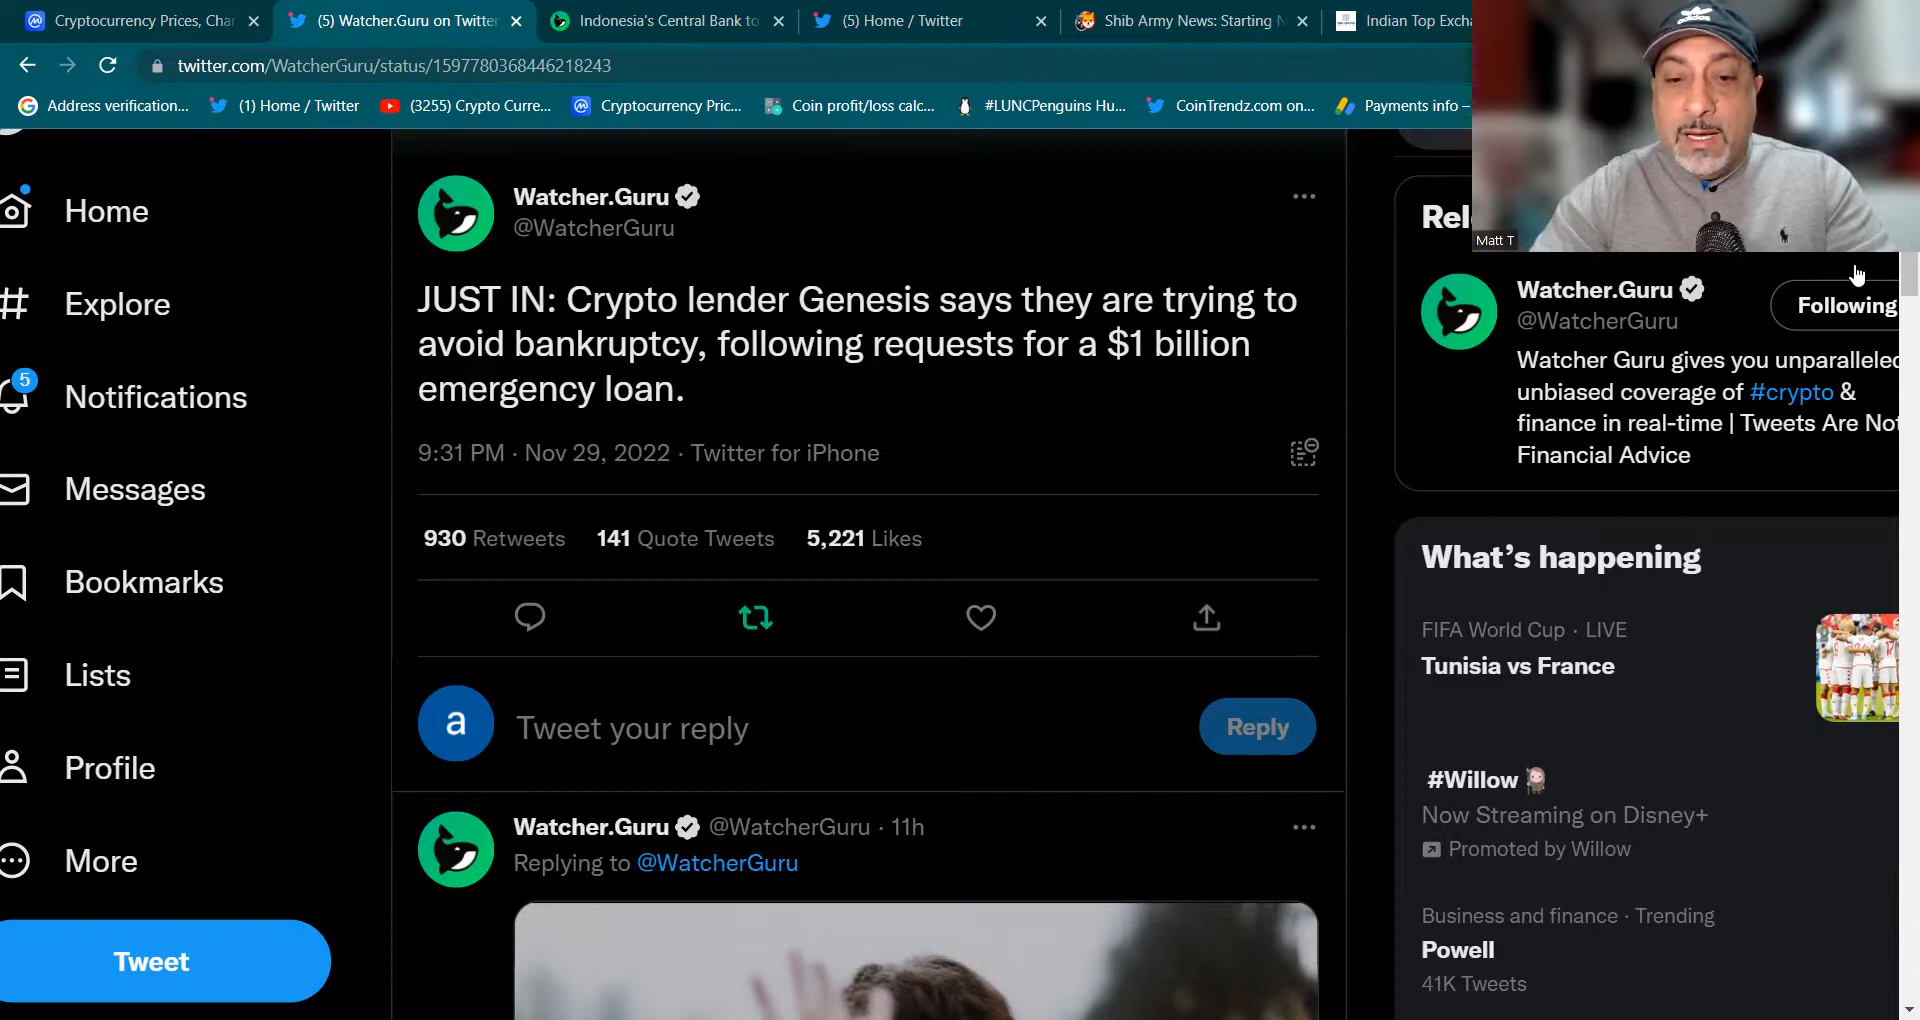 Cryptocurrency Prices, Char
(5) Watcher.Guru on Twitter
Indonesia's Central Bank to
(5) Home / Twitter
Shib Army News: Starting N
Indian Top Excha
twitter.com/WatcherGuru/status/1597780368446218243
Address verification...
(1) Home / Twitter
(3255) Crypto Curre...
Cryptocurrency Pric...
Coin profit/loss calc...
#LUNCPenguins Hu...
CoinTrendz.com on...
Payments info –
adidas
Matt T
Home
Explore
5
Notifications
Messages
Bookmarks
Lists
Profile
More
Tweet
Watcher.Guru
@WatcherGuru
JUST IN: Crypto lender Genesis says they are trying to
avoid bankruptcy, following requests for a $1 billion
emergency loan.
9:31 PM · Nov 29, 2022 · Twitter for iPhone
930 Retweets 141 Quote Tweets 5,221 Likes
a
Tweet your reply
Reply
Watcher.Guru @WatcherGuru · 11h
Replying to @WatcherGuru
Rel
Watcher.Guru
@WatcherGuru
Following
Watcher Guru gives you unparalleled
unbiased coverage of #crypto &
finance in real-time | Tweets Are Not
Financial Advice
What's happening
FIFA World Cup · LIVE
Tunisia vs France
#Willow
Now Streaming on Disney+
Promoted by Willow
Business and finance · Trending
Powell
41K Tweets